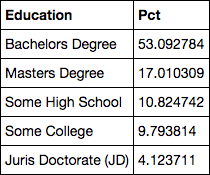 Education Pct
Bachelors Degree 53.092784
Masters Degree 17.010309
Some High School 10.824742
Some College 9.793814
Juris Doctorate (JD) 4.123711